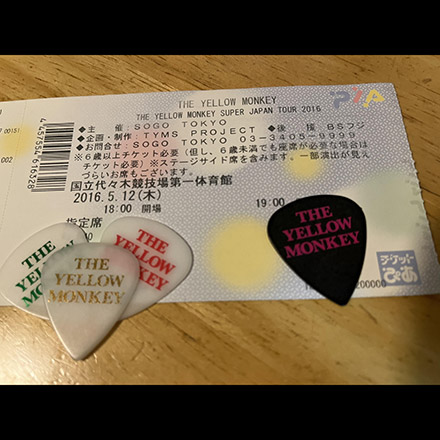 THE YELLOW MONKEY
THE YELLOW MONKEY SUPER JAPAN TOUR 2016
PIA
◆主 催：SOGO TOKYO
◆企画・制作：TYMS PROJECT ◆後 援：BSフジ
◆お問合せ：SOGO TOKYO 03-3405-9999
※6歳以上チケット必要（但し、6歳未満でも座席が必要な場合は
チケット必要）※ステージサイド席を含みます。一部演出が見え
づらいお席もございます。
国立代々木競技場第一体育館
2016. 5.12(木)
18:00 開場
19:00
指定席
チケット
ぴあ
200000
002
THE
YELLOW
MONKEY
THE
YELLOW
MONKEY
THE
YELLOW
MONKEY
THE
YELLOW
MONKEY